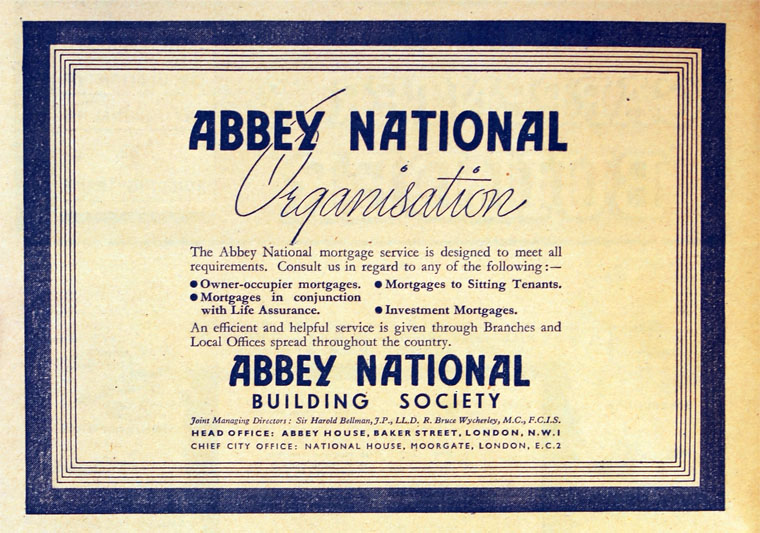 ABBEY NATIONAL
Organisation
The Abbey National mortgage service is designed to meet all
requirements. Consult us in regard to any of the following :—
● Owner-occupier mortgages. ● Mortgages to Sitting Tenants.
● Mortgages in conjunction
with Life Assurance. ● Investment Mortgages.
An efficient and helpful service is given through Branches and
Local Offices spread throughout the country.
ABBEY NATIONAL
BUILDING SOCIETY
Joint Managing Directors: Sir Harold Bellman, J.P., LL.D. R. Bruce Wycherley, M.C., F.C.I.S.
HEAD OFFICE: ABBEY HOUSE, BAKER STREET, LONDON, N.W.1
CHIEF CITY OFFICE: NATIONAL HOUSE, MOORGATE, LONDON, E.C.2